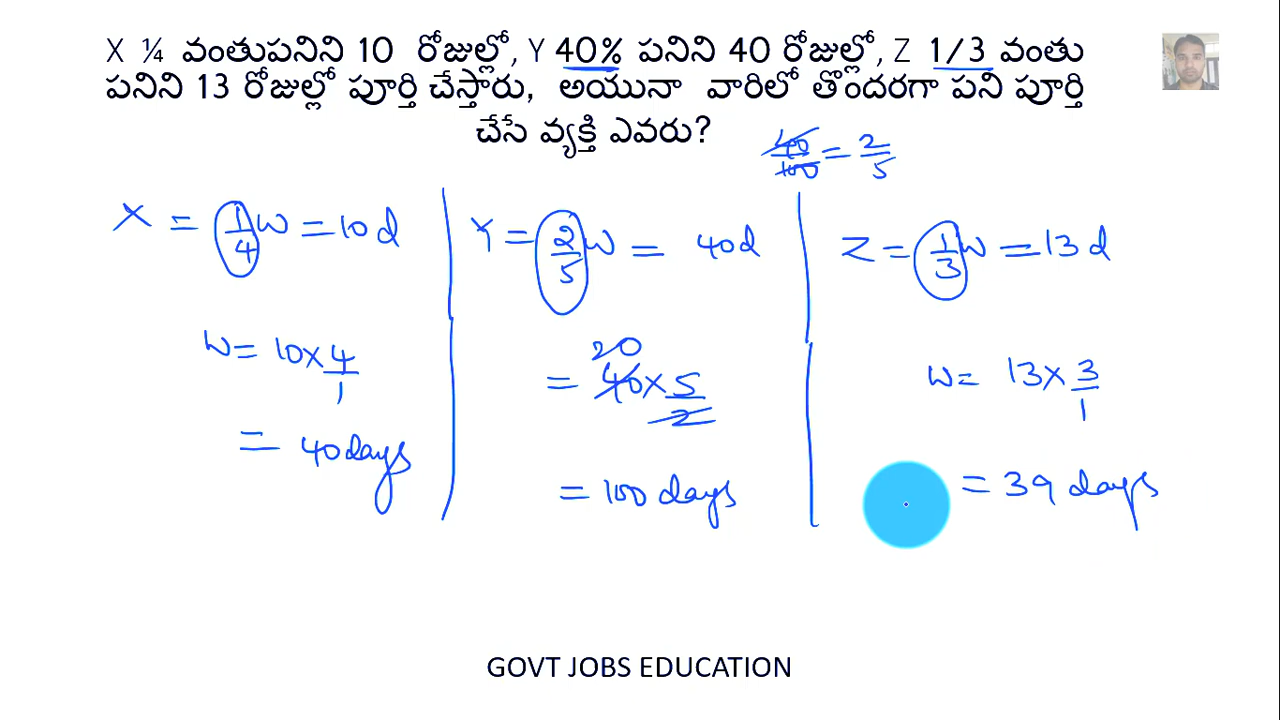 X ¼ వంతుపనిని 10 రోజుల్లో, Y 40% పనిని 40 రోజుల్లో, Z 1/3 వంతు
పనిని 13 రోజుల్లో పూర్తి చేస్తారు, అయునా వారిలో తొందరగా పని పూర్తి
చేసే వ్యక్తి ఎవరు?
40/100 = 2/5
X = 1/4 W = 10 d
Y = 2/5 W = 40d
Z = 1/3 W = 13 d
W = 10 x 4/1
20
= 40 x 5/2
W = 13 x 3/1
= 40 days
= 100 days
= 39 days
GOVT JOBS EDUCATION